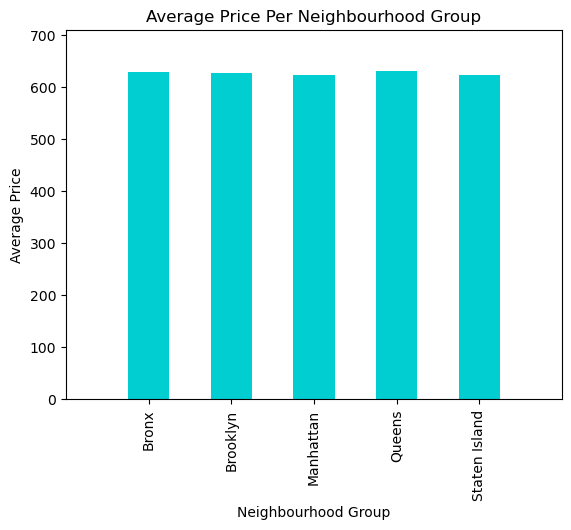 Average Price Per Neighbourhood Group
Average Price
700
600
500
400
300
200
100
0
Bronx
Brooklyn
Manhattan
Queens
Staten Island
Neighbourhood Group